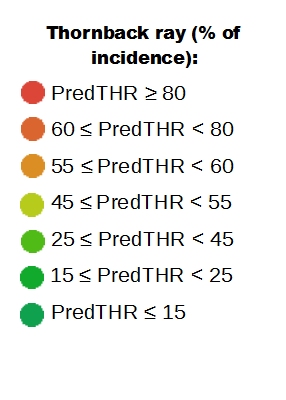 Thornback ray (% of
incidence):
PredTHR ≥ 80
60 ≤ PredTHR < 80
55 ≤ PredTHR < 60
45 ≤ PredTHR < 55
25 ≤ PredTHR < 45
15 ≤ PredTHR < 25
PredTHR ≤ 15